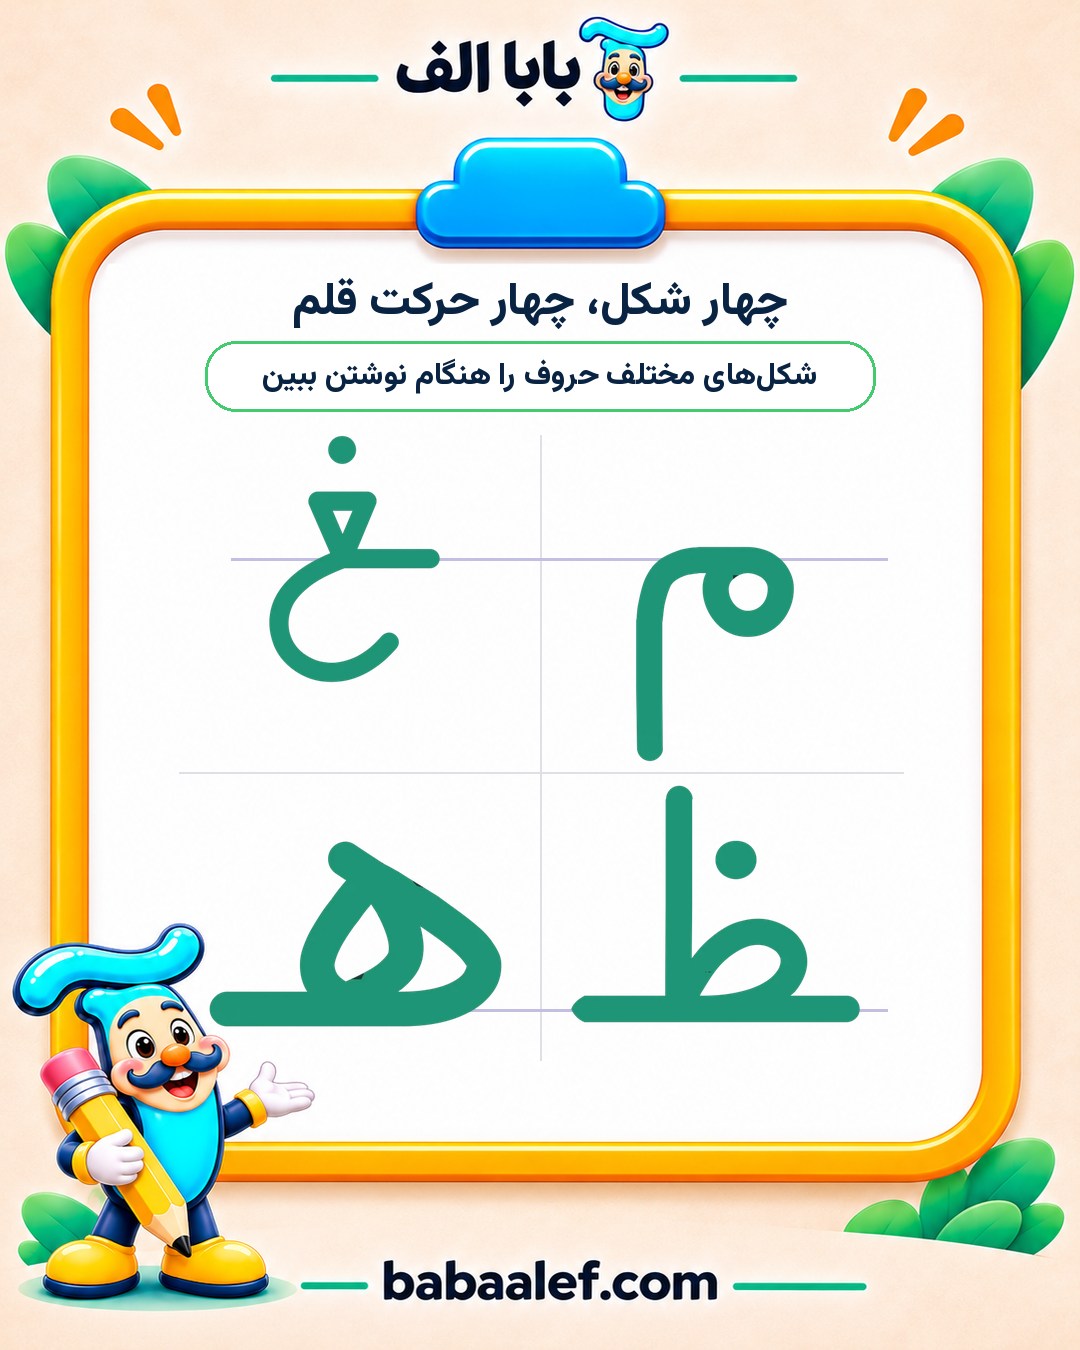 بابا الف
چهار شکل، چهار حرکت قلم
شکل‌های مختلف حروف را هنگام نوشتن ببین
م غ
ظ ه
babaalef.com